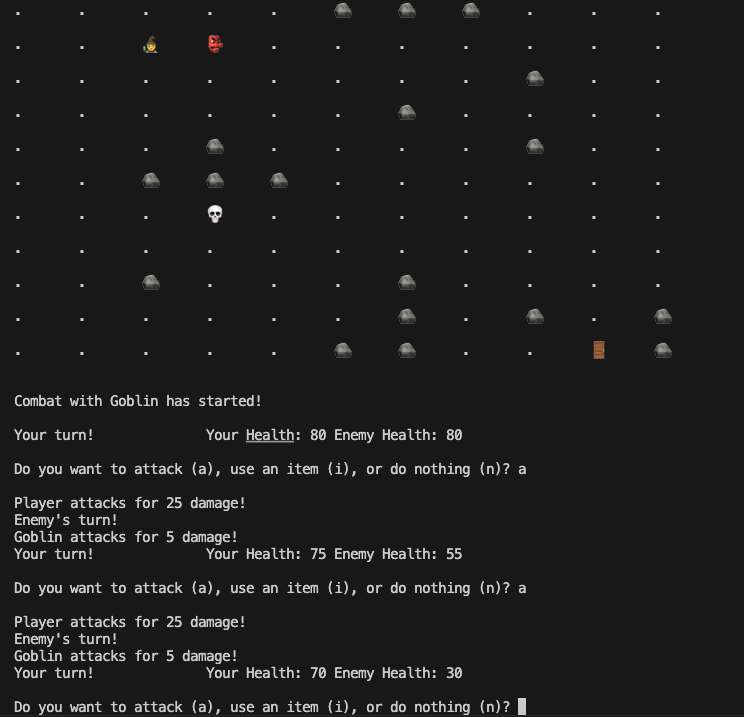 Combat with Goblin has started!
Your turn! Your Health: 80 Enemy Health: 80
Do you want to attack (a), use an item (i), or do nothing (n)? a
Player attacks for 25 damage!
Enemy's turn!
Goblin attacks for 5 damage!
Your turn! Your Health: 75 Enemy Health: 55
Do you want to attack (a), use an item (i), or do nothing (n)? a
Player attacks for 25 damage!
Enemy's turn!
Goblin attacks for 5 damage!
Your turn! Your Health: 70 Enemy Health: 30
Do you want to attack (a), use an item (i), or do nothing (n)?